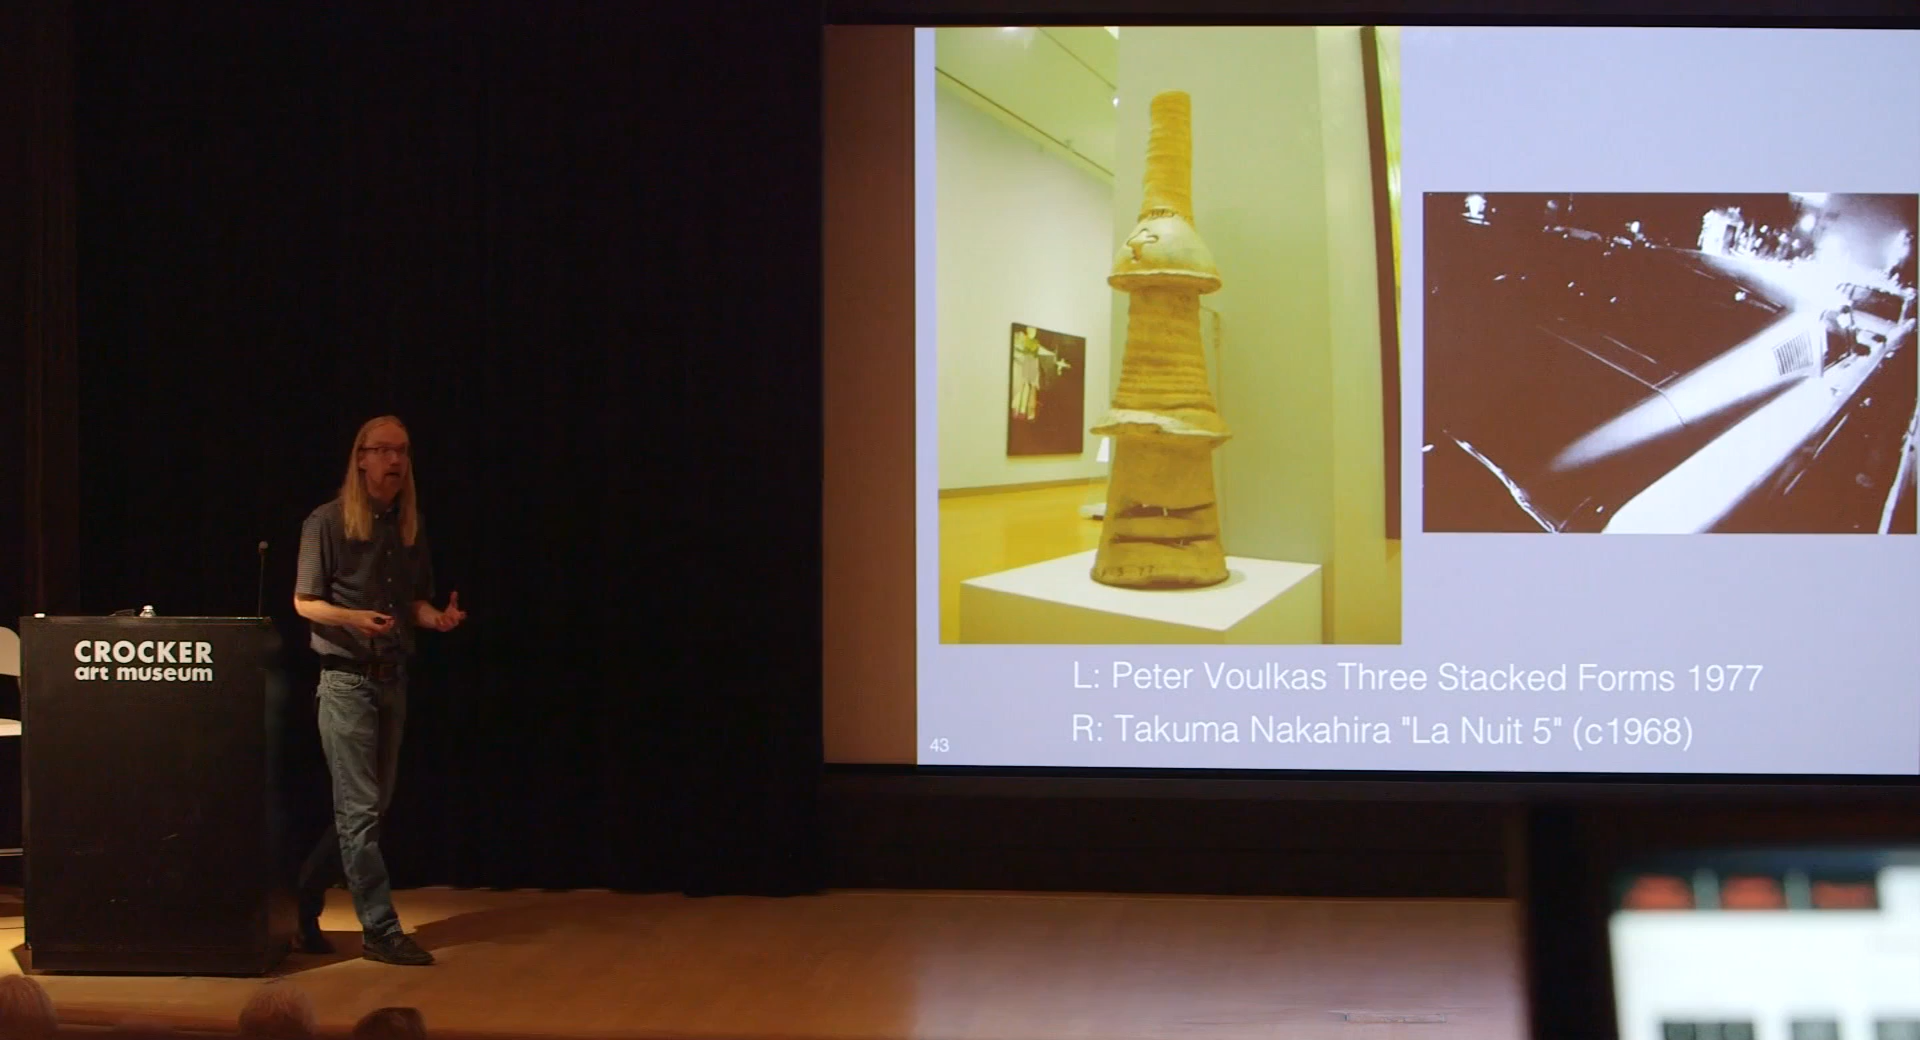 CROCKER
art museum
L: Peter Voulkas Three Stacked Forms 1977
R: Takuma Nakahira "La Nuit 5" (c1968)
43